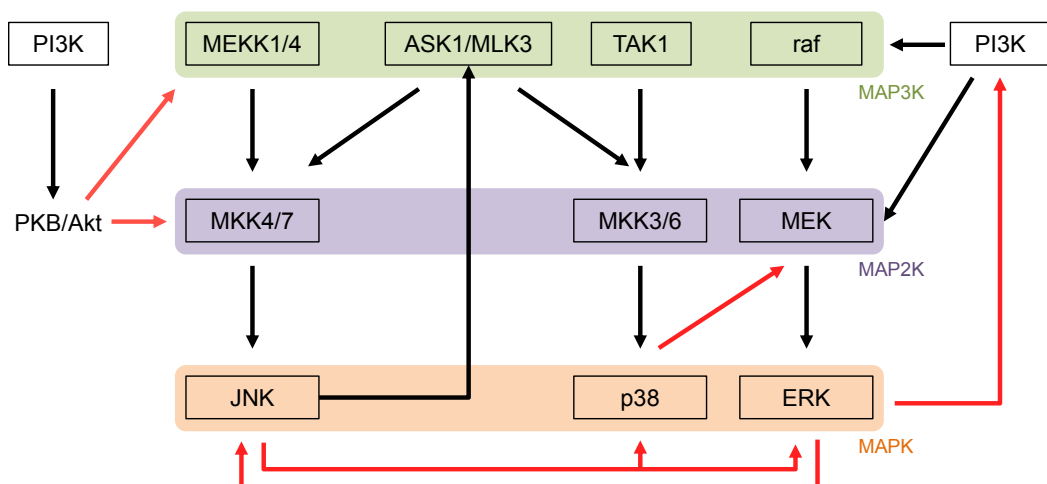 PI3K
MEKK1/4
ASK1/MLK3
TAK1
raf
PI3K
MAP3K
PKB/Akt
MKK4/7
MKK3/6
MEK
MAP2K
JNK
p38
ERK
MAPK